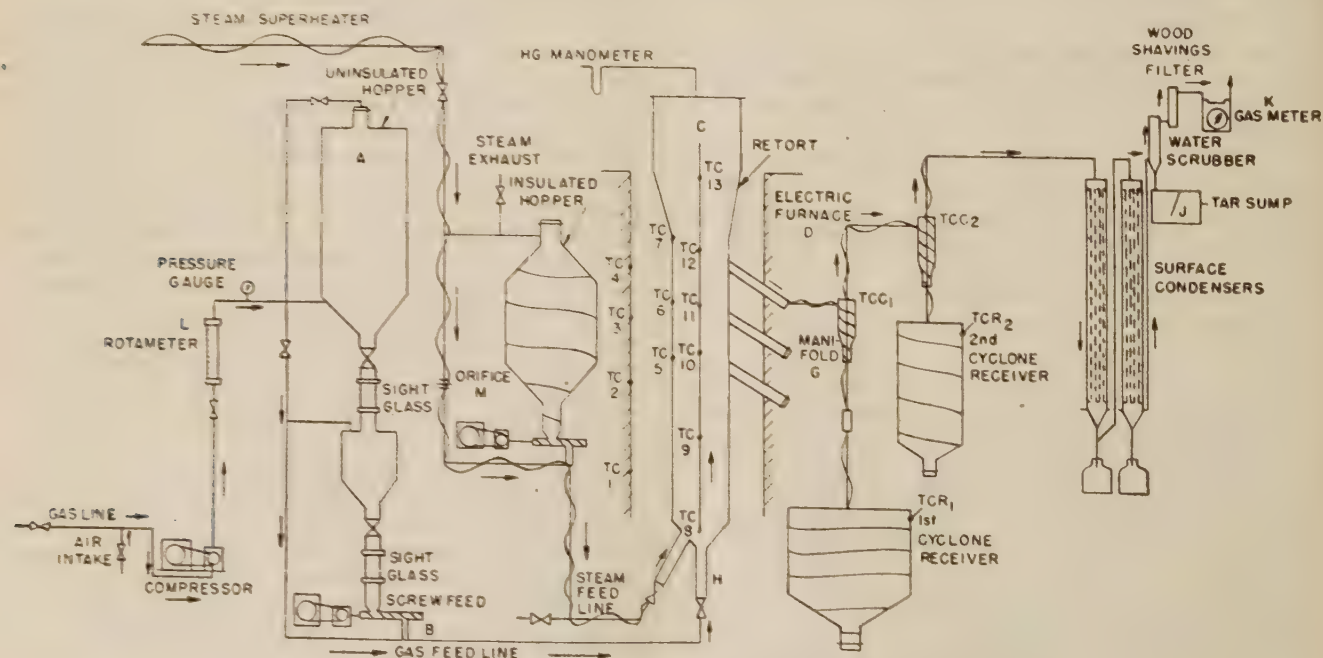 STEAM SUPERHEATER
HG MANOMETER
WOOD
SHAVINGS
FILTER
UNINSULATED
HOPPER
K
GAS METER
WATER
SCRUBBER
A
C
STEAM
EXHAUST
INSULATED
HOPPER
RETORT
TC
13
ELECTRIC
FURNACE
D
TCC2
J
TAR SUMP
TC
7
TC
12
TC
4
PRESSURE
GAUGE
SURFACE
CONDENSERS
TC
6
TC
11
TC
3
TCC1
L
ROTAMETER
MANI-
FOLD
G
TCR2
2nd
CYCLONE
RECEIVER
TC
5
TC
10
ORIFICE
M
TC
2
SIGHT
GLASS
TC
9
TC
1
GAS LINE
AIR
INTAKE
COMPRESSOR
TC
8
TCR1
1st
CYCLONE
RECEIVER
SIGHT
GLASS
STEAM
FEED
LINE
H
SCREW FEED
B
GAS FEED LINE